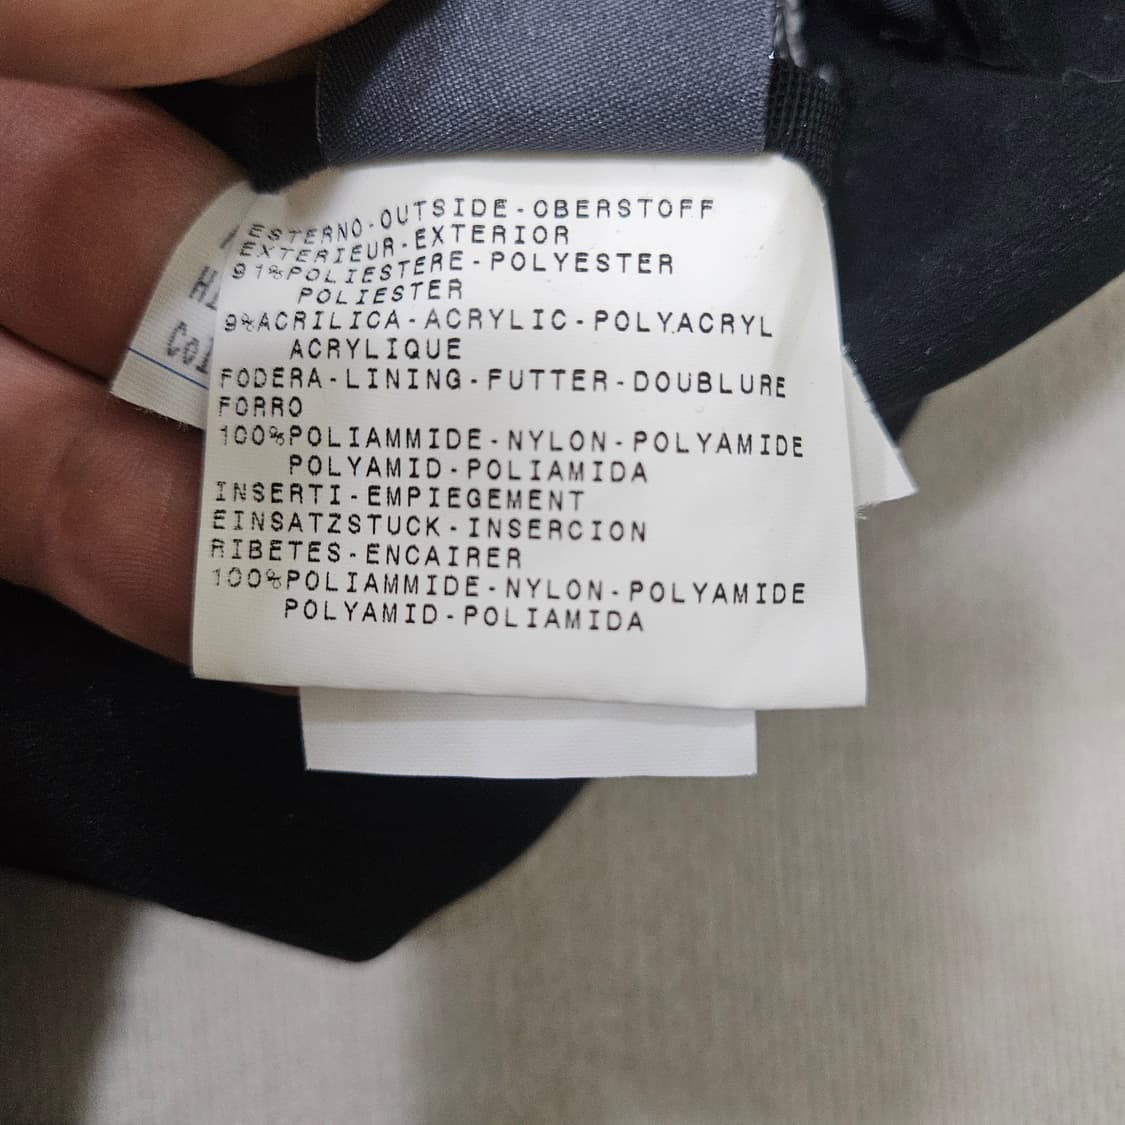 ESTERNO-OUTSIDE-OBERSTOFF
EXTERIEUR-EXTERIOR
91%POLIESTERE-POLYESTER
POLIESTER
9%ACRILICA-ACRYLIC-POLYACRYL
ACRYLIQUE
FODERA-LINING-FUTTER-DOUBLURE
FORRO
100%POLIAMMIDE-NYLON-POLYAMIDE
POLYAMID-POLIAMIDA
INSERTI-EMPIEGEMENT
EINSATZSTUCK-INSERCION
RIBETES-ENCAIRER
100%POLIAMMIDE-NYLON-POLYAMIDE
POLYAMID-POLIAMIDA